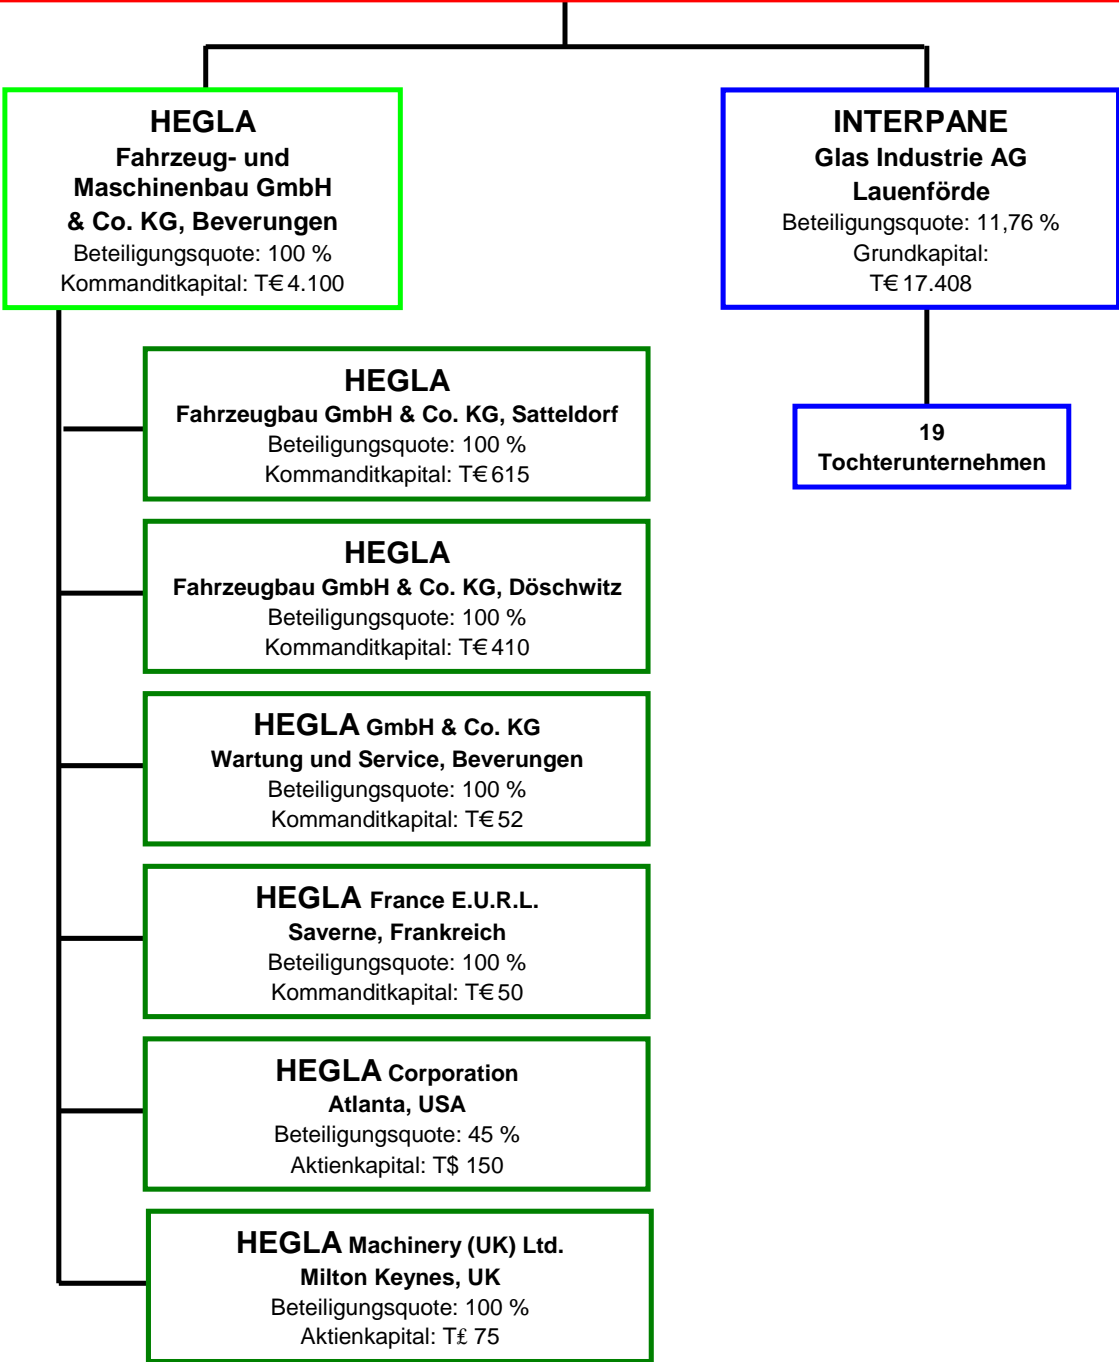 HEGLA
Fahrzeug- und
Maschinenbau GmbH
& Co. KG, Beverungen
Beteiligungsquote: 100 %
Kommanditkapital: T€ 4.100
INTERPANE
Glas Industrie AG
Lauenförde
Beteiligungsquote: 11,76 %
Grundkapital:
T€ 17.408
HEGLA
Fahrzeugbau GmbH & Co. KG, Satteldorf
Beteiligungsquote: 100 %
Kommanditkapital: T€ 615
19
Tochterunternehmen
HEGLA
Fahrzeugbau GmbH & Co. KG, Döschwitz
Beteiligungsquote: 100 %
Kommanditkapital: T€ 410
HEGLA GmbH & Co. KG
Wartung und Service, Beverungen
Beteiligungsquote: 100 %
Kommanditkapital: T€ 52
HEGLA France E.U.R.L.
Saverne, Frankreich
Beteiligungsquote: 100 %
Kommanditkapital: T€ 50
HEGLA Corporation
Atlanta, USA
Beteiligungsquote: 45 %
Aktienkapital: T$ 150
HEGLA Machinery (UK) Ltd.
Milton Keynes, UK
Beteiligungsquote: 100 %
Aktienkapital: T£ 75